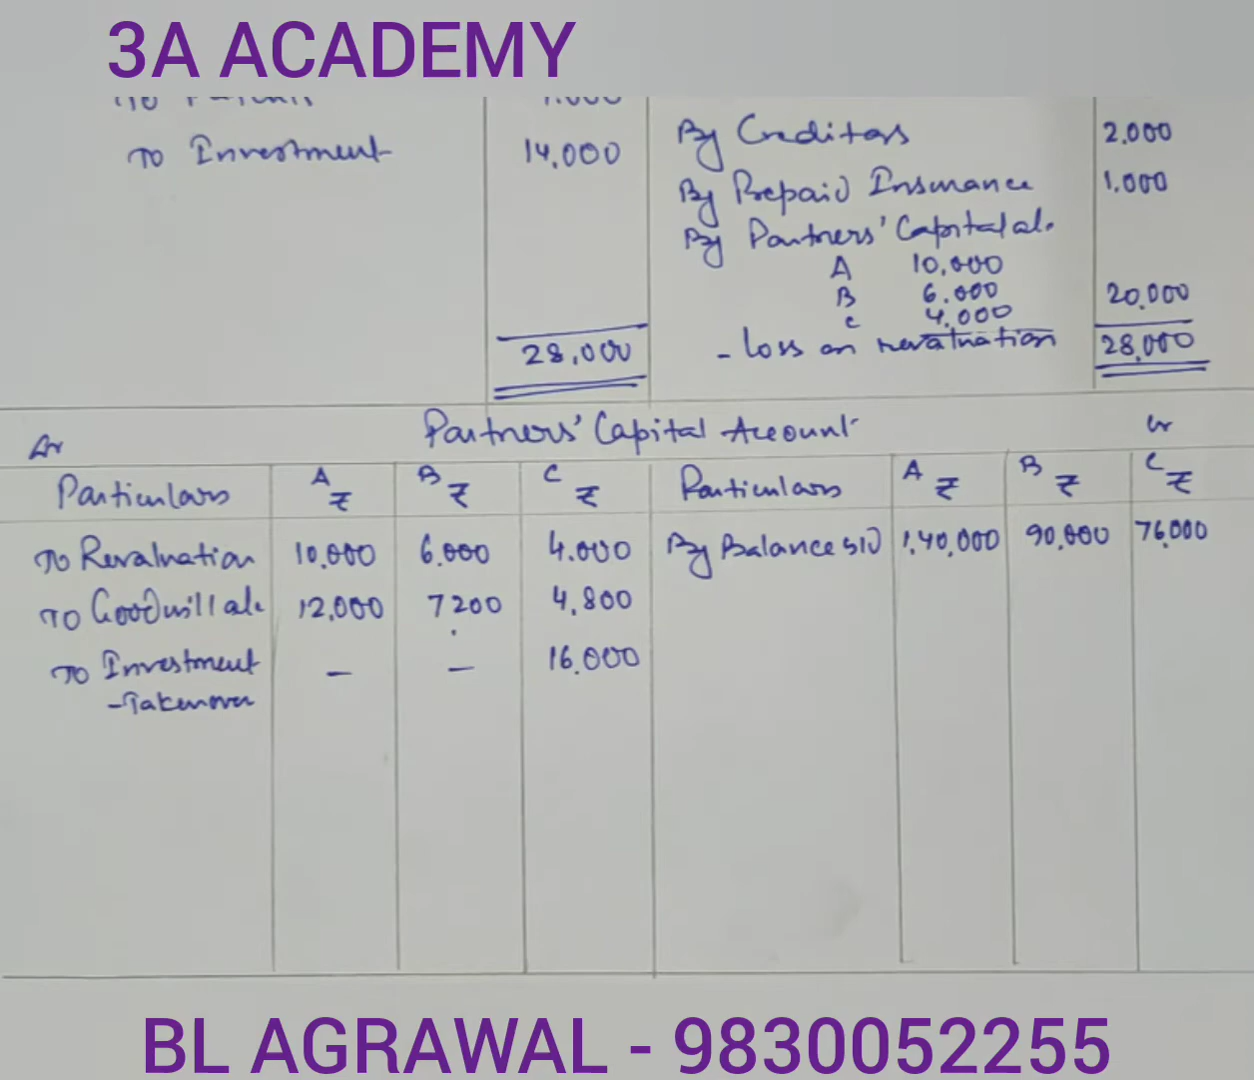 3A ACADEMY
To Investment 14,000
By Creditors 2,000
By Prepaid Insurance 1,000
By Partners' Capital a/c.
A 10,000
B 6,000
C 4,000 20,000
- Loss on revaluation
28,000 28,000
Dr Partners' Capital Account Cr
Particulars A ₹ B ₹ C ₹ Particulars A ₹ B ₹ C ₹
To Revaluation 10,000 6,000 4,000 By Balance b/d 1,40,000 90,000 76,000
To Goodwill a/c 12,000 7200 4,800
To Investment - - 16,000
- Takenover
BL AGRAWAL - 9830052255